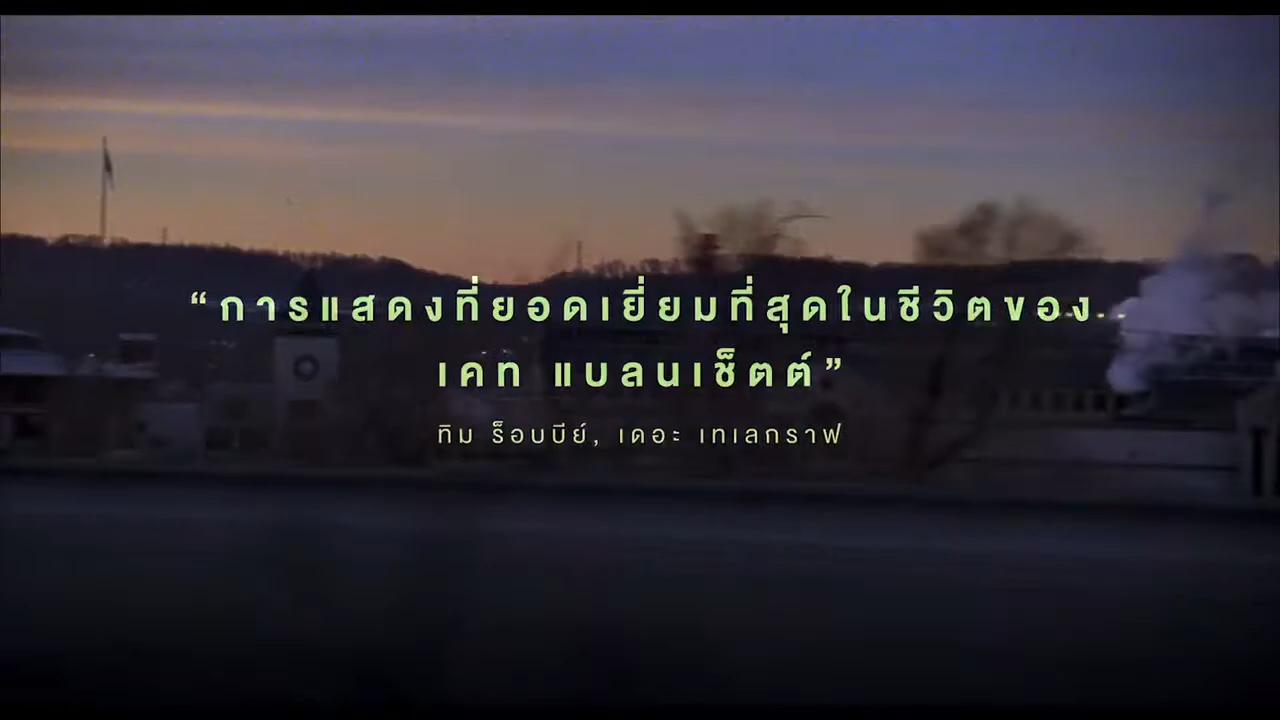 “การแสดงที่ยอดเยี่ยมที่สุดในชีวิตของ
เคท แบลนเช็ตต์”
ทิม ร็อบบีย์, เดอะ เทเลกราฟ